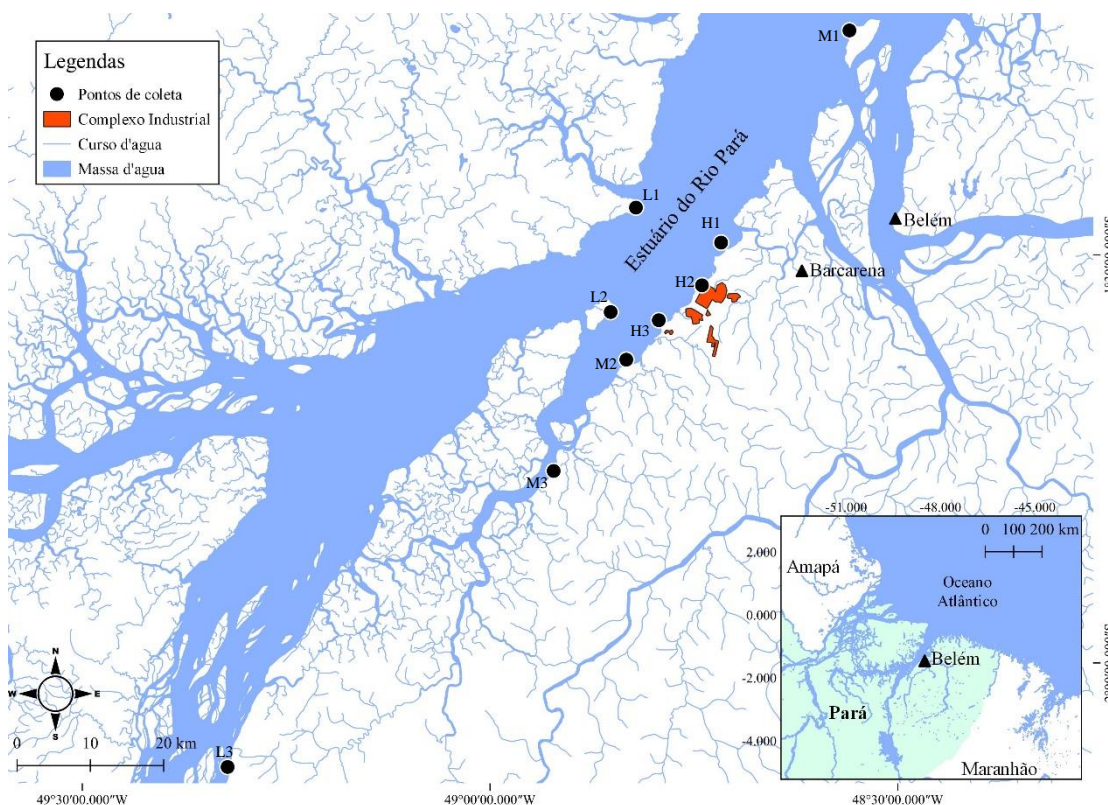 Legendas
Pontos de coleta
Complexo Industrial
Curso d'agua
Massa d'agua
M1
L1
Estuário do Rio Pará
H1
Belém
Barcarena
H2
L2
H3
M2
M3
L3
N
W
E
S
0 10 20 km
-51.000 -48.000 -45.000
0 100 200 km
2.000
0.000
-2.000
-4.000
Amapá
Oceano
Atlântico
Belém
Pará
Maranhão
49°30'00.000"W 49°00'00.000"W 48°30'00.000"W